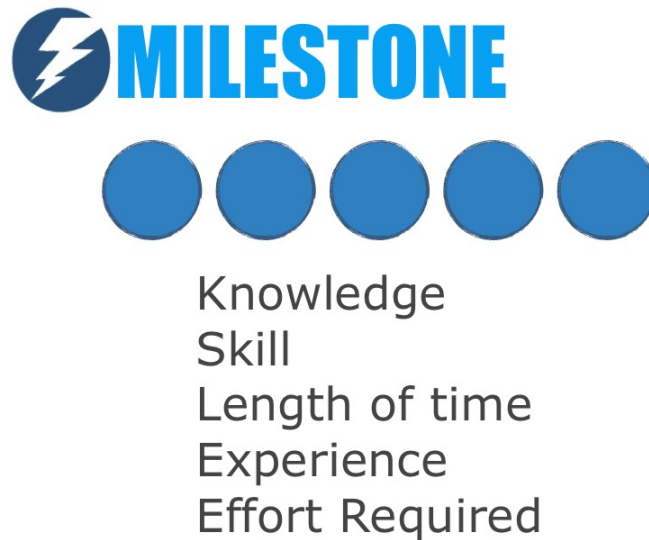 MILESTONE
Knowledge
Skill
Length of time
Experience
Effort Required